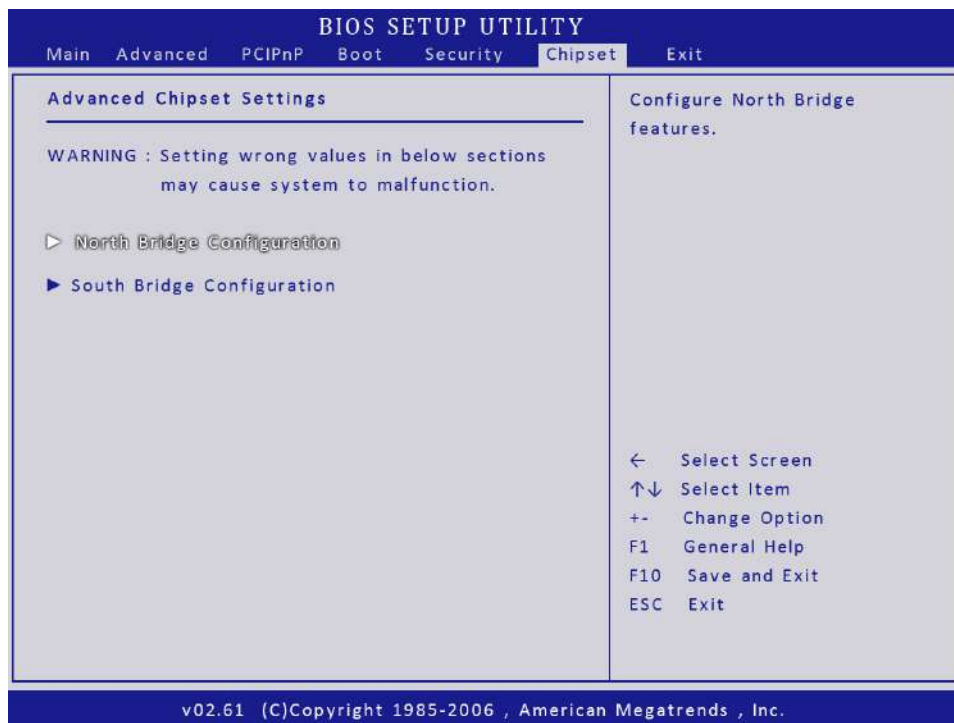 BIOS SETUP UTILITY
Main Advanced PCIPnP Boot Security Chipset Exit
Advanced Chipset Settings
WARNING : Setting wrong values in below sections
may cause system to malfunction.
▷ North Bridge Configuration
▶ South Bridge Configuration
Configure North Bridge
features.
← Select Screen
↑↓ Select Item
+- Change Option
F1 General Help
F10 Save and Exit
ESC Exit
v02.61 (C)Copyright 1985-2006 , American Megatrends , Inc.